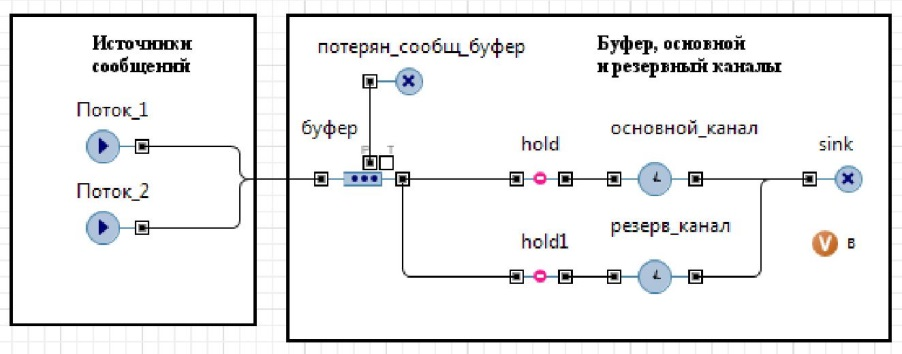 Источники
сообщений
Поток_1
Поток_2
потерян_сообщ_буфер
Буфер, основной
и резервный каналы
буфер
P T
hold
основной_канал
sink
hold1
резерв_канал
V в